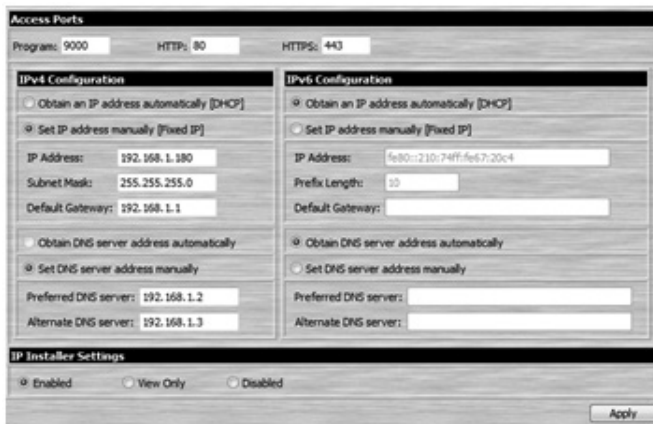 Access Ports
Program: 9000 HTTP: 80 HTTPS: 443
IPv4 Configuration
Obtain an IP address automatically [DHCP]
Set IP address manually [Fixed IP]
IP Address: 192.168.1.180
Subnet Mask: 255.255.255.0
Default Gateway: 192.168.1.1
Obtain DNS server address automatically
Set DNS server address manually
Preferred DNS server: 192.168.1.2
Alternate DNS server: 192.168.1.3
IPv6 Configuration
Obtain an IP address automatically [DHCP]
Set IP address manually [Fixed IP]
IP Address: fe80::210:74ff:fe67:20c4
Prefix Length: 10
Default Gateway:
Obtain DNS server address automatically
Set DNS server address manually
Preferred DNS server:
Alternate DNS server:
IP Installer Settings
Enabled View Only Disabled
Apply